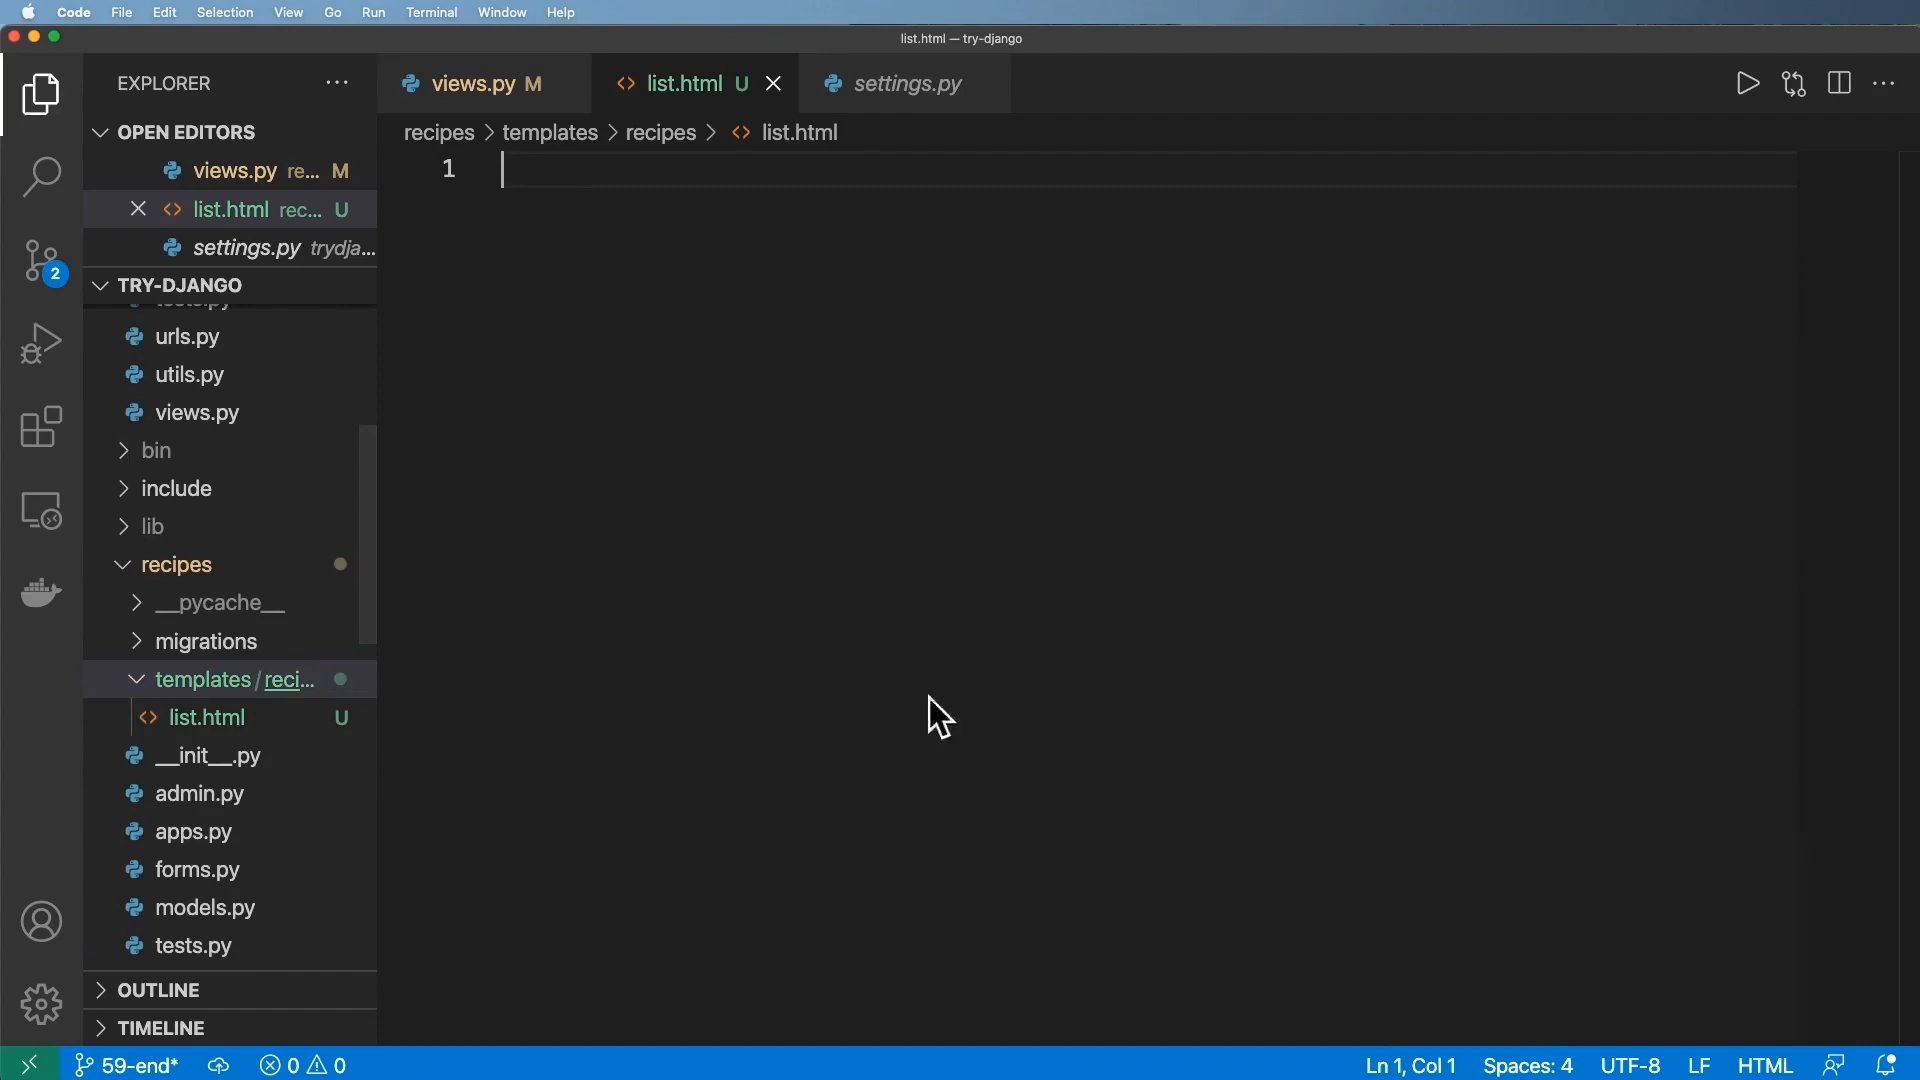 Code File Edit Selection View Go Run Terminal Window Help
list.html — try-django
EXPLORER
views.py M
list.html U
settings.py
OPEN EDITORS
recipes > templates > recipes > list.html
views.py re... M
list.html rec... U
settings.py trydja...
1
TRY-DJANGO
urls.py
utils.py
views.py
bin
include
lib
recipes
__pycache__
migrations
templates/reci...
list.html U
__init__.py
admin.py
apps.py
forms.py
models.py
tests.py
OUTLINE
TIMELINE
2
59-end* 0 0 Ln 1, Col 1 Spaces: 4 UTF-8 LF HTML